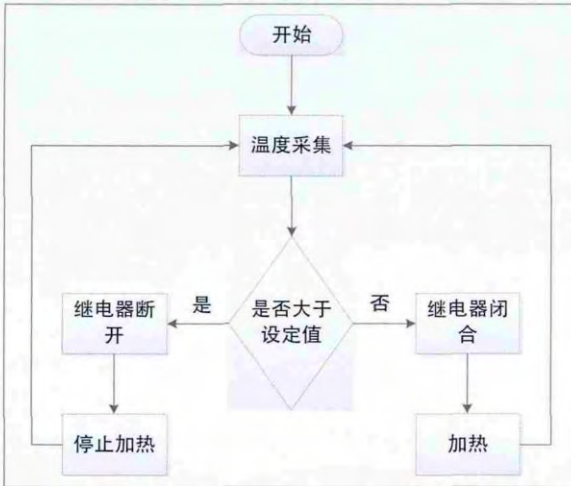 开始
温度采集
是否大于
设定值
是
否
继电器断
开
继电器闭
合
停止加热
加热